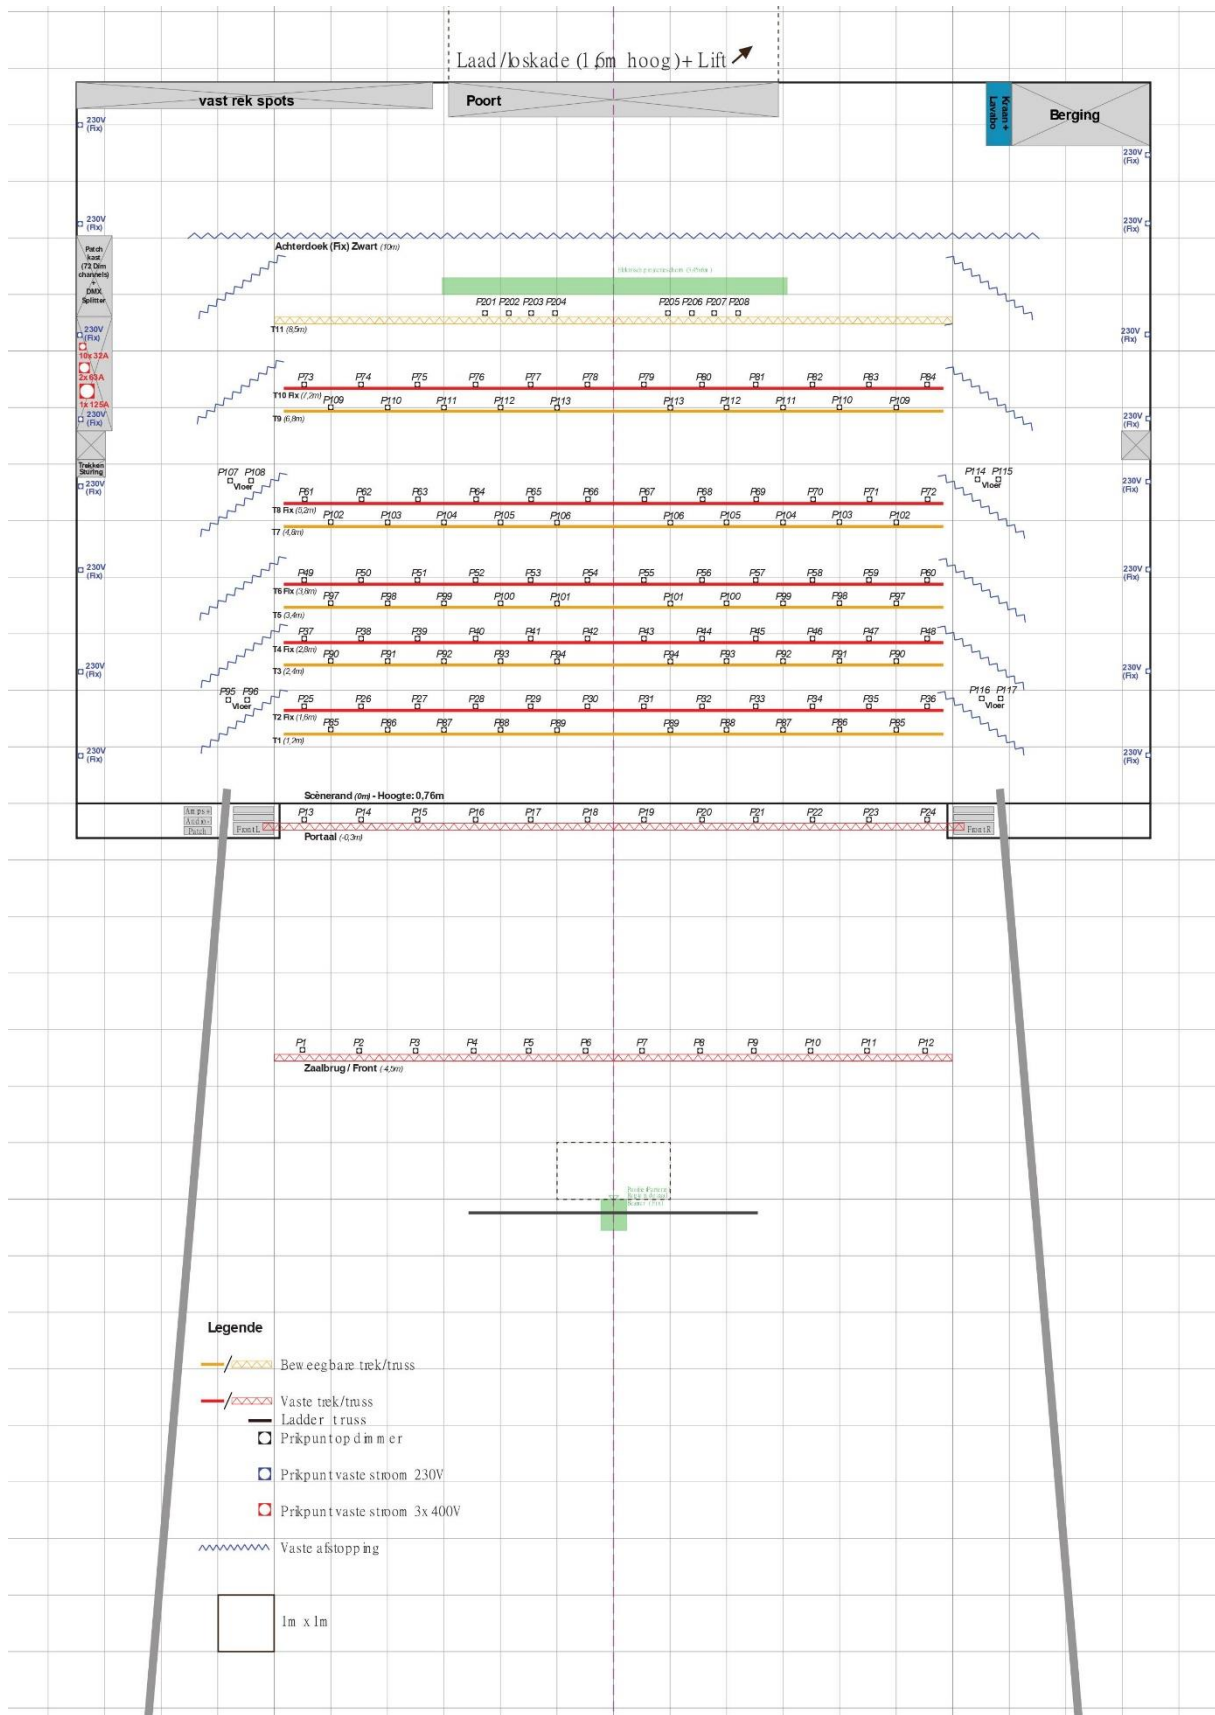 Laad/loskade (1,6m hoog)+ Lift
vast rek spots
Poort
Kraan +
Lavabo
Berging
230V
(Fix)
230V
(Fix)
230V
(Fix)
230V
(Fix)
Achterdoek (Fix) Zwart (10m)
Patch
kast
(72 Dim
channels)
+
DMX
Splitter
P201 P202 P203 P204 P205 P206 P207 P208
T11 (8,5m)
230V
(Fix)
10x 32A
2x 63A
1x 125A
230V
(Fix)
230V
(Fix)
P73 P74 P75 P76 P77 P78 P79 P80 P81 P82 P83 P84
T10 Fix (7,2m)
P109 P110 P111 P112 P113 P113 P112 P111 P110 P109
T9 (6,8m)
230V
(Fix)
Trekken
Sturing
230V
(Fix)
P107 P108
Vloer
P114 P115
Vloer
230V
(Fix)
P61 P62 P63 P64 P65 P66 P67 P68 P69 P70 P71 P72
T8 Fix (5,2m)
P102 P103 P104 P105 P106 P106 P105 P104 P103 P102
T7 (4,8m)
230V
(Fix)
230V
(Fix)
P49 P50 P51 P52 P53 P54 P55 P56 P57 P58 P59 P60
T6 Fix (3,8m)
P97 P98 P99 P100 P101 P101 P100 P99 P98 P97
T5 (3,4m)
P37 P38 P39 P40 P41 P42 P43 P44 P45 P46 P47 P48
T4 Fix (2,8m)
P90 P91 P92 P93 P94 P94 P93 P92 P91 P90
T3 (2,4m)
230V
(Fix)
230V
(Fix)
P95 P96
Vloer
P116 P117
Vloer
P25 P26 P27 P28 P29 P30 P31 P32 P33 P34 P35 P36
T2 Fix (1,6m)
P85 P86 P87 P88 P89 P89 P88 P87 P86 P85
T1 (1,2m)
230V
(Fix)
230V
(Fix)
Scènerand (0m) - Hoogte: 0,76m
Amps+
Audio-
Patch
FrontL
P13 P14 P15 P16 P17 P18 P19 P20 P21 P22 P23 P24
FrontR
Portaal (-0,3m)
P1 P2 P3 P4 P5 P6 P7 P8 P9 P10 P11 P12
Zaalbrug / Front (-4,5m)
Legende
Beweegbare trek/truss
Vaste trek/truss
Ladder truss
Prikpunt op dimmer
Prikpunt vaste stroom 230V
Prikpunt vaste stroom 3x 400V
Vaste afstopping
1m x 1m